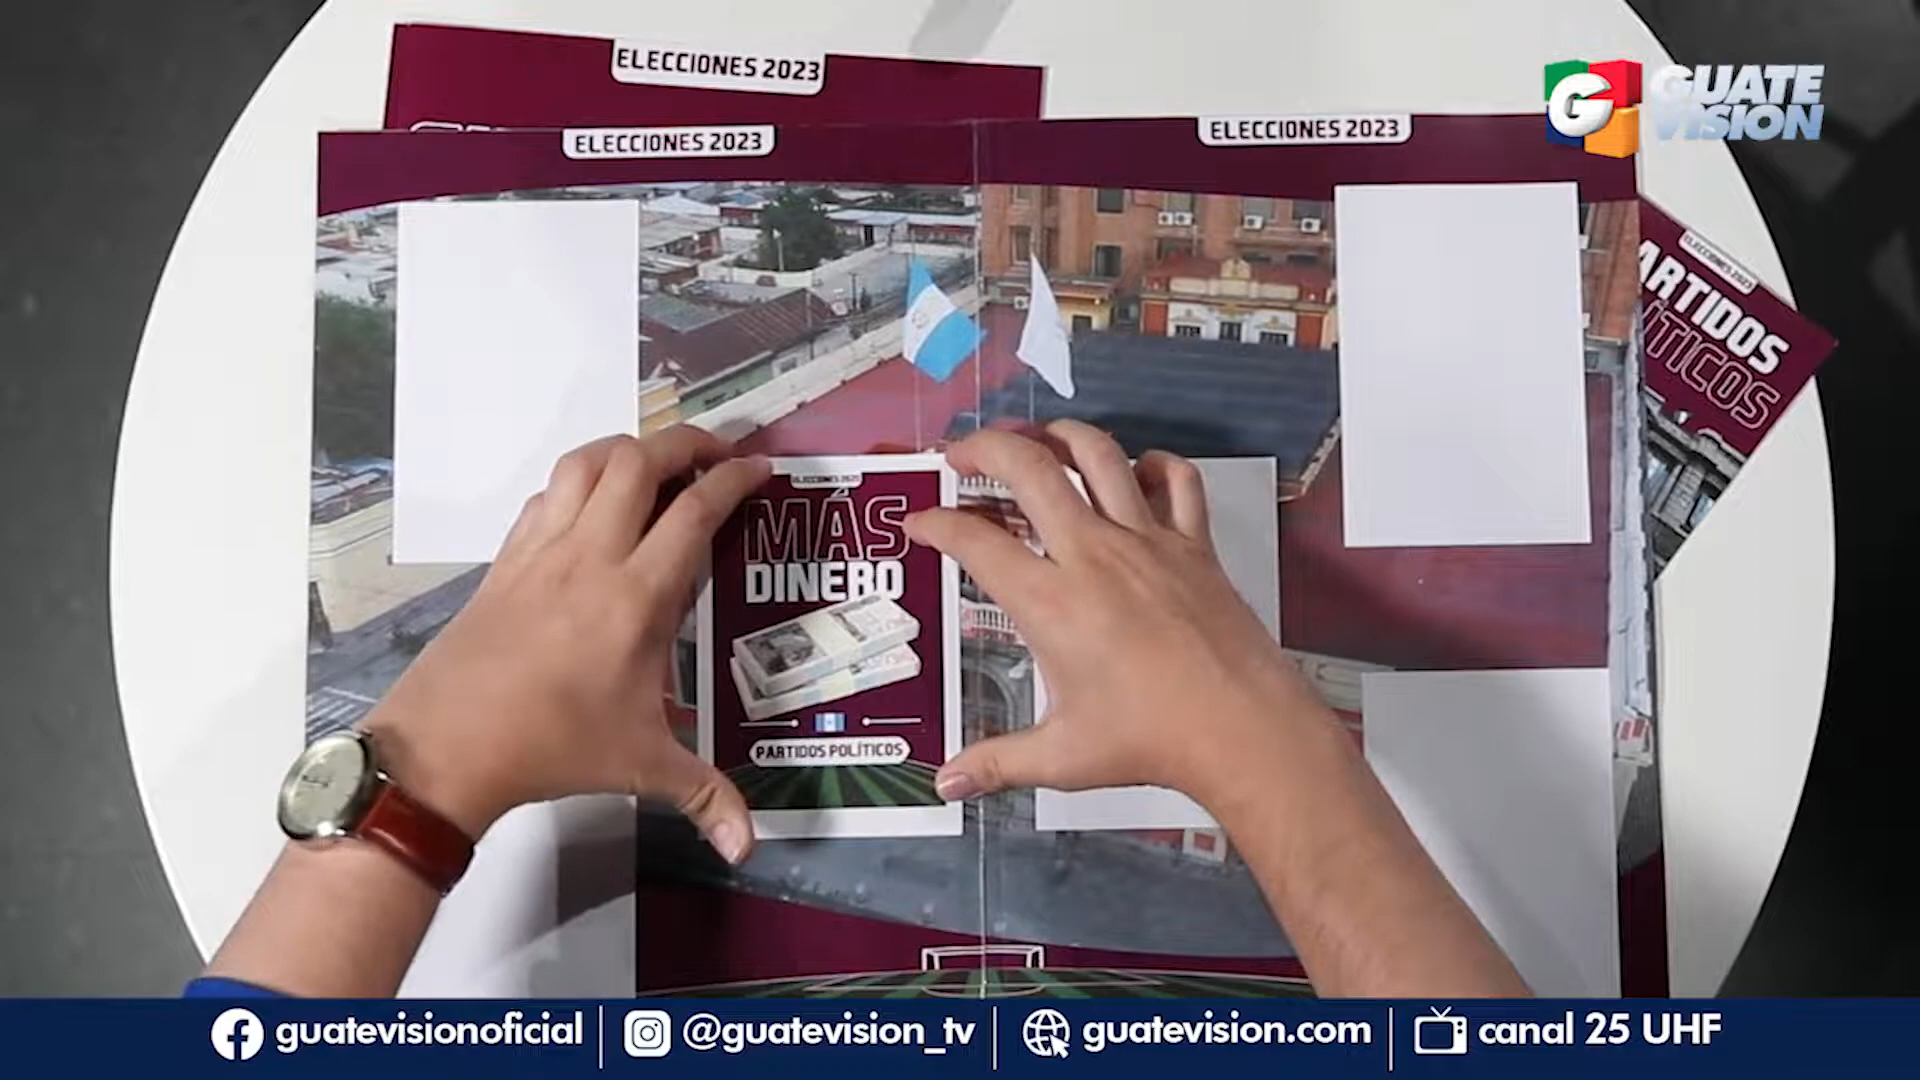 ELECCIONES 2023
ELECCIONES 2023
ELECCIONES 2023
GUATE
VISION
G
ELECCIONES 2023
ARTIDOS
ÍTICOS
ELECCIONES 2023
MÁS
DINERO
PARTIDOS POLÍTICOS
guatevisionoficial
@guatevision_tv
guatevision.com
canal 25 UHF